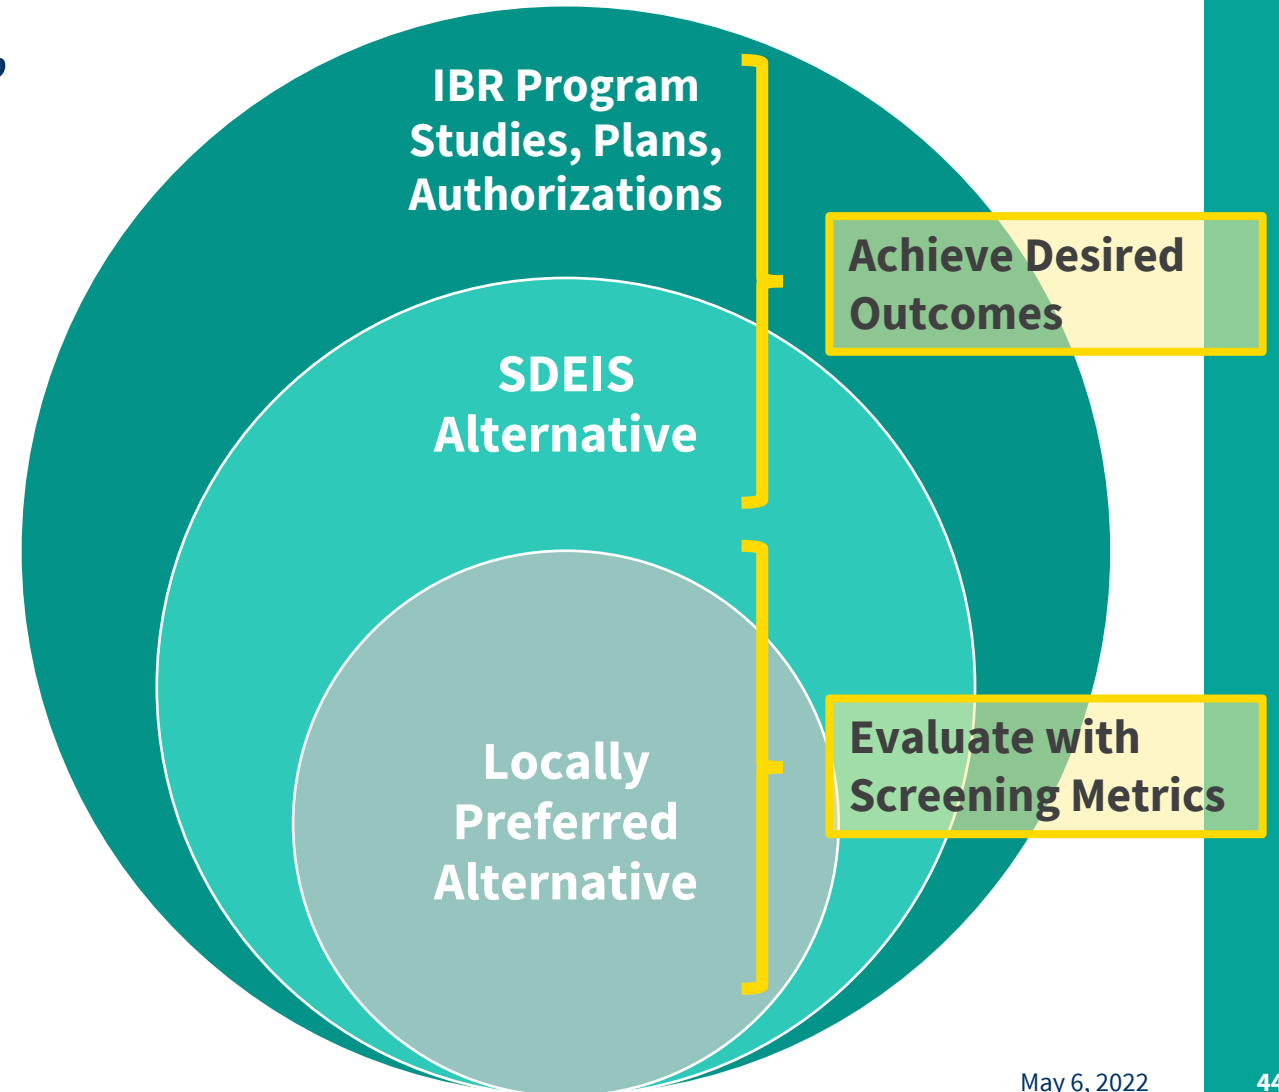 IBR Program
Studies, Plans,
Authorizations
Achieve Desired
Outcomes
SDEIS
Alternative
Locally
Preferred
Alternative
Evaluate with
Screening Metrics
May 6, 2022
44